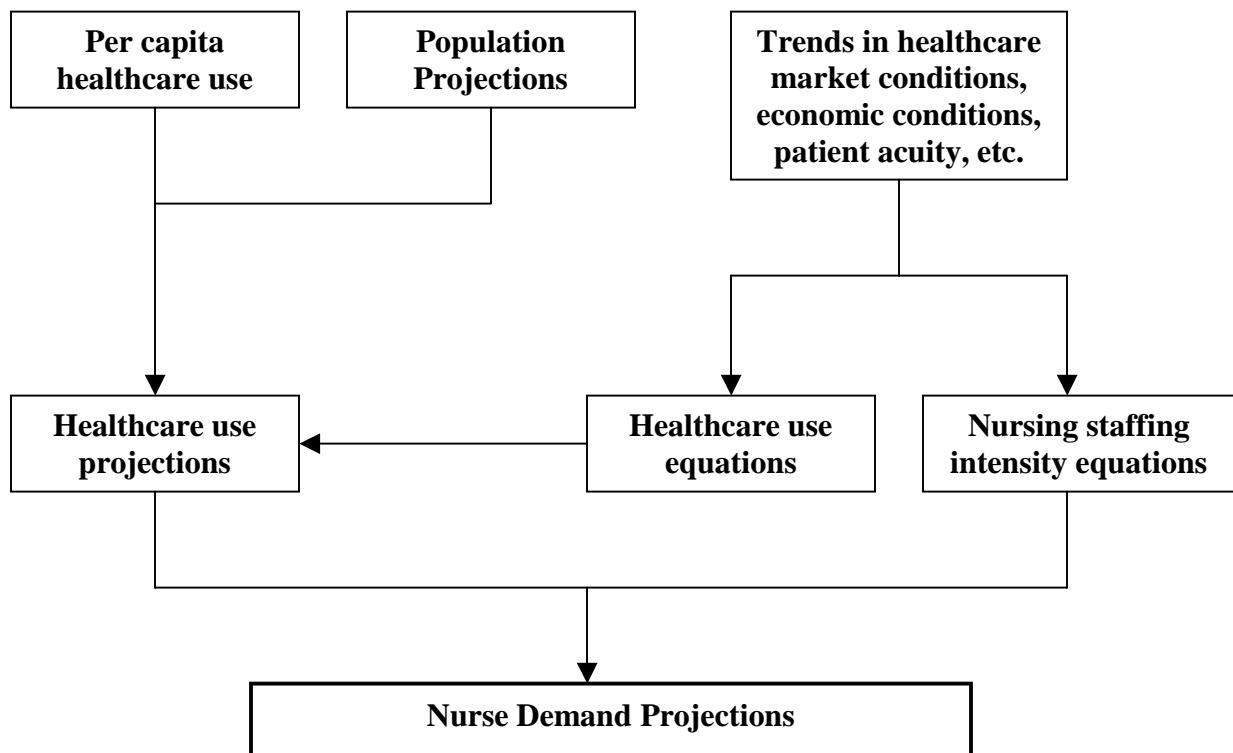 Per capita
healthcare use
Population
Projections
Trends in healthcare
market conditions,
economic conditions,
patient acuity, etc.
Healthcare use
projections
Healthcare use
equations
Nursing staffing
intensity equations
Nurse Demand Projections